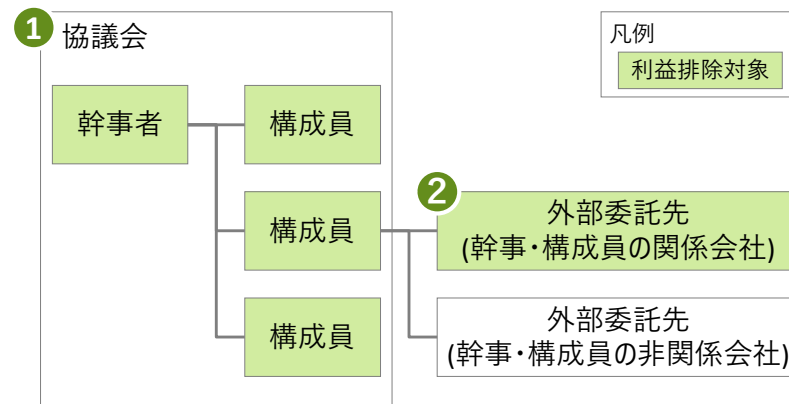 1
協議会
凡例
利益排除対象
幹事者
構成員
構成員
構成員
2
外部委託先
(幹事・構成員の関係会社)
外部委託先
(幹事・構成員の非関係会社)